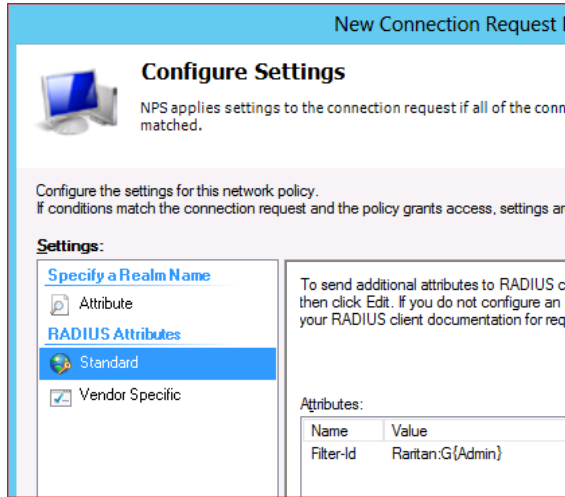 New Connection Request
Configure Settings
NPS applies settings to the connection request if all of the
matched.
Configure the settings for this network policy.
If conditions match the connection request and the policy grants access, settings
Settings:
Specify a Realm Name
Attribute
RADIUS Attributes
Standard
Vendor Specific
To send additional attributes to RADIUS
then click Edit. If you do not configure an
your RADIUS client documentation for
Attributes:
Name Value
Filter-Id Raritan:G{Admin}